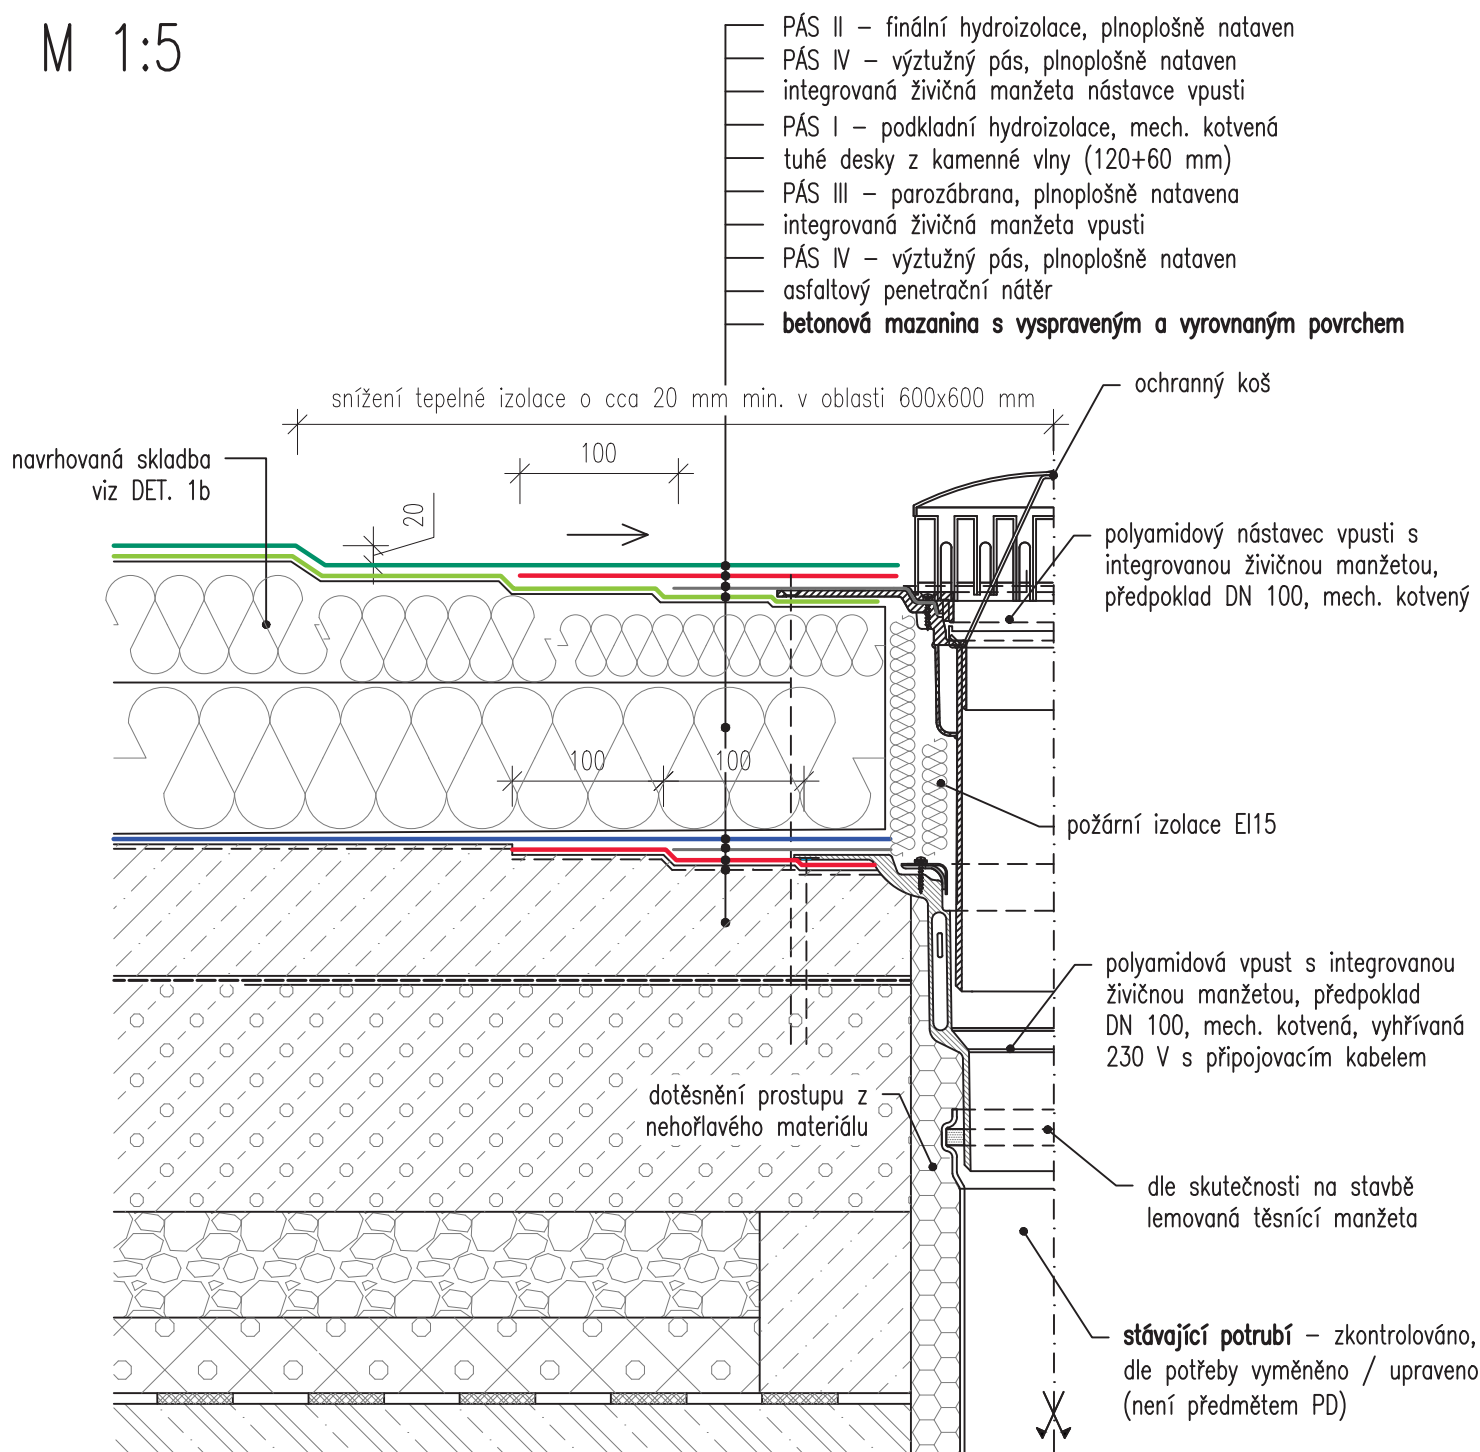 M 1:5
PÁS II – finální hydroizolace, plnoplošně nataven
PÁS IV – výztužný pás, plnoplošně nataven
integrovaná živičná manžeta nástavce vpusti
PÁS I – podkladní hydroizolace, mech. kotvená
tuhé desky z kamenné vlny (120+60 mm)
PÁS III – parozábrana, plnoplošně natavena
integrovaná živičná manžeta vpusti
PÁS IV – výztužný pás, plnoplošně nataven
asfaltový penetrační nátěr
betonová mazanina s vyspraveným a vyrovnaným povrchem
ochranný koš
snížení tepelné izolace o cca 20 mm min. v oblasti 600x600 mm
navrhovaná skladba
viz DET. 1b
100
20
polyamidový nástavec vpusti s
integrovanou živičnou manžetou,
předpoklad DN 100, mech. kotvený
100
100
požární izolace EI15
polyamidová vpust s integrovanou
živičnou manžetou, předpoklad
DN 100, mech. kotvená, vyhřívaná
230 V s připojovacím kabelem
dotěsnění prostupu z
nehořlavého materiálu
dle skutečnosti na stavbě
lemovaná těsnící manžeta
stávající potrubí – zkontrolováno,
dle potřeby vyměněno / upraveno
(není předmětem PD)